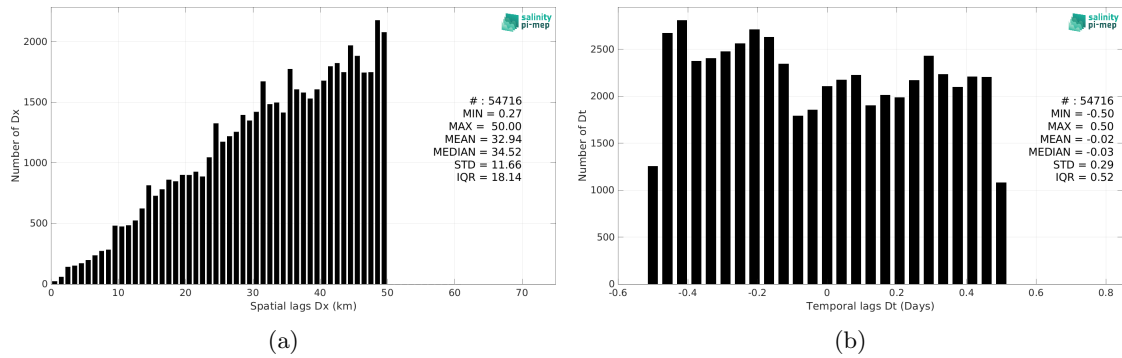 2000
1500
1000
500
0
Number of Dx
0
10
20
30
40
50
60
70
Spatial lags Dx (km)
salinity
pi-mep
# : 54716
MIN = 0.27
MAX = 50.00
MEAN = 32.94
MEDIAN = 34.52
STD = 11.66
IQR = 18.14
(a)
2500
2000
1500
1000
500
0
Number of Dt
-0.6
-0.4
-0.2
0
0.2
0.4
0.6
0.8
Temporal lags Dt (Days)
salinity
pi-mep
# : 54716
MIN = -0.50
MAX = 0.50
MEAN = -0.02
MEDIAN = -0.03
STD = 0.29
IQR = 0.52
(b)